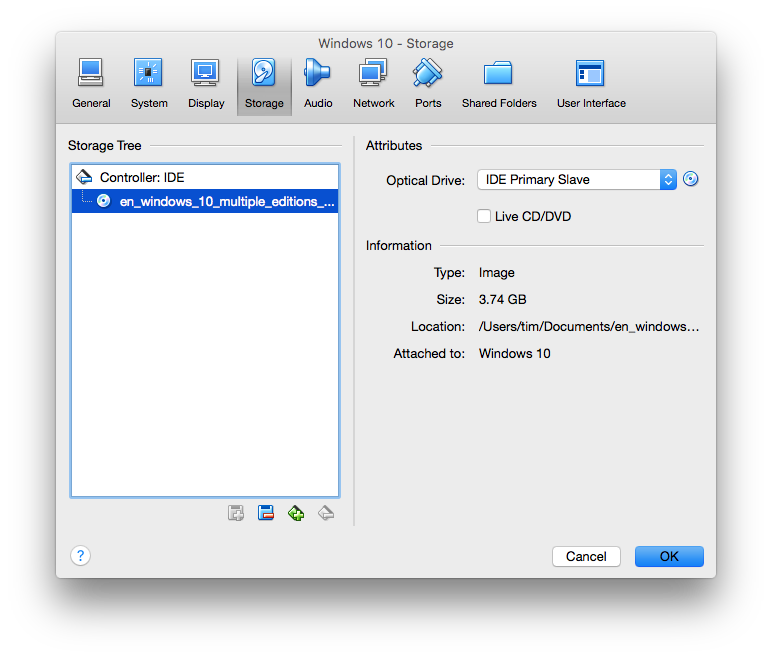 Windows 10 - Storage
General System Display Storage Audio Network Ports Shared Folders User Interface
Storage Tree
Controller: IDE
en_windows_10_multiple_editions_...
Attributes
Optical Drive: IDE Primary Slave
Live CD/DVD
Information
Type: Image
Size: 3.74 GB
Location: /Users/tim/Documents/en_windows...
Attached to: Windows 10
? Cancel OK